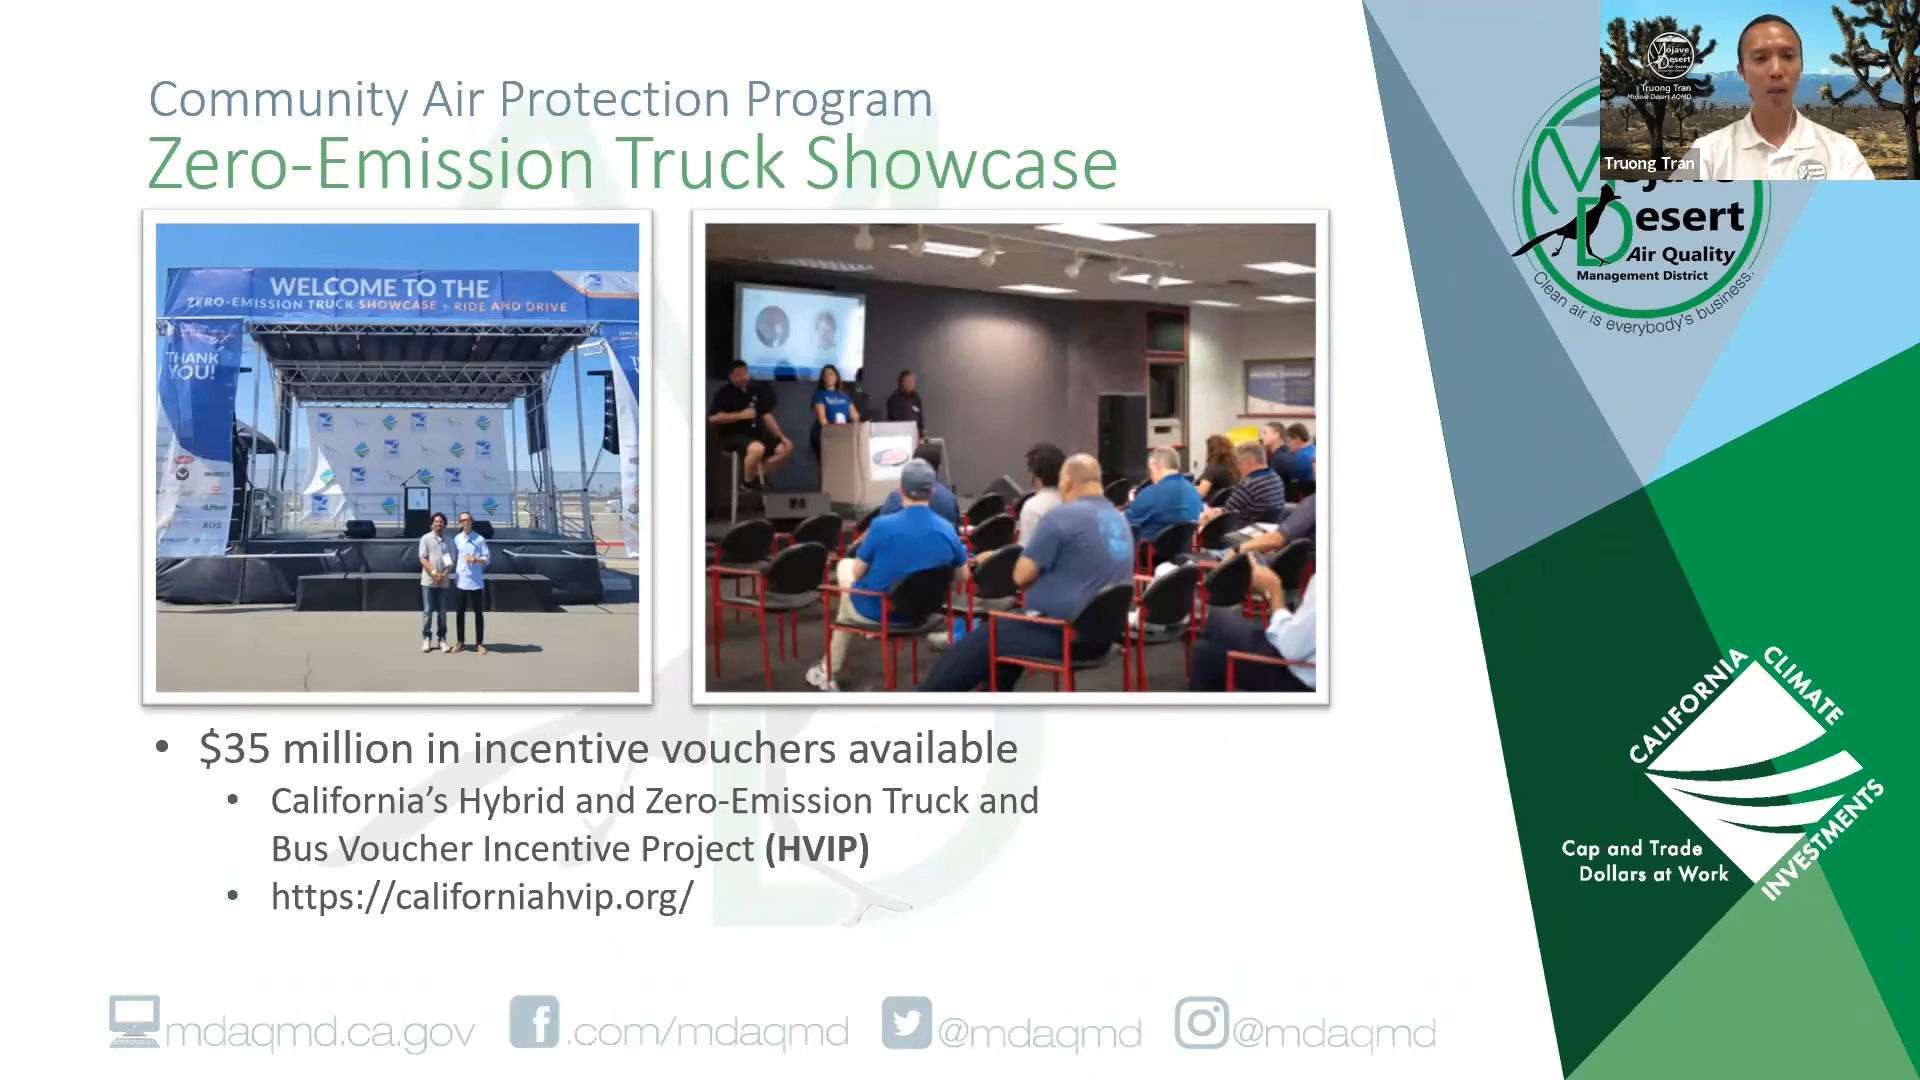 Community Air Protection Program
Zero-Emission Truck Showcase
WELCOME TO THE
ZERO-EMISSION TRUCK SHOWCASE + RIDE AND DRIVE
THANK
YOU!
• $35 million in incentive vouchers available
• California’s Hybrid and Zero-Emission Truck and
Bus Voucher Incentive Project (HVIP)
• https://californiahvip.org/
mdaqmd.ca.gov
.com/mdaqmd
@mdaqmd
@mdaqmd
Mojave
Desert
Truong Tran
Mojave Desert AQMD
Truong Tran
Desert
Air Quality
Management District
Clean air is everybody's business.
CALIFORNIA
CLIMATE
INVESTMENTS
Cap and Trade
Dollars at Work